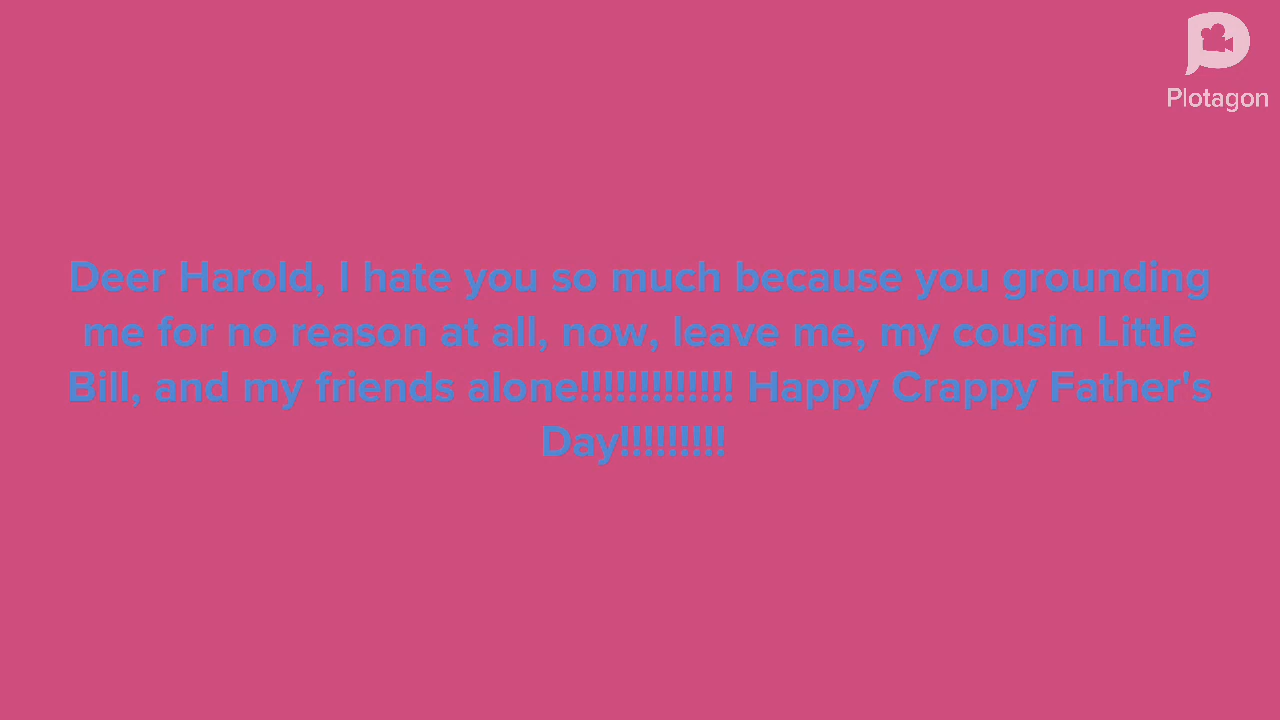 Plotagon
Deer Harold, I hate you so much because you grounding
me for no reason at all, now, leave me, my cousin Little
Bill, and my friends alone!!!!!!!!!!!!! Happy Crappy Father's
Day!!!!!!!!!